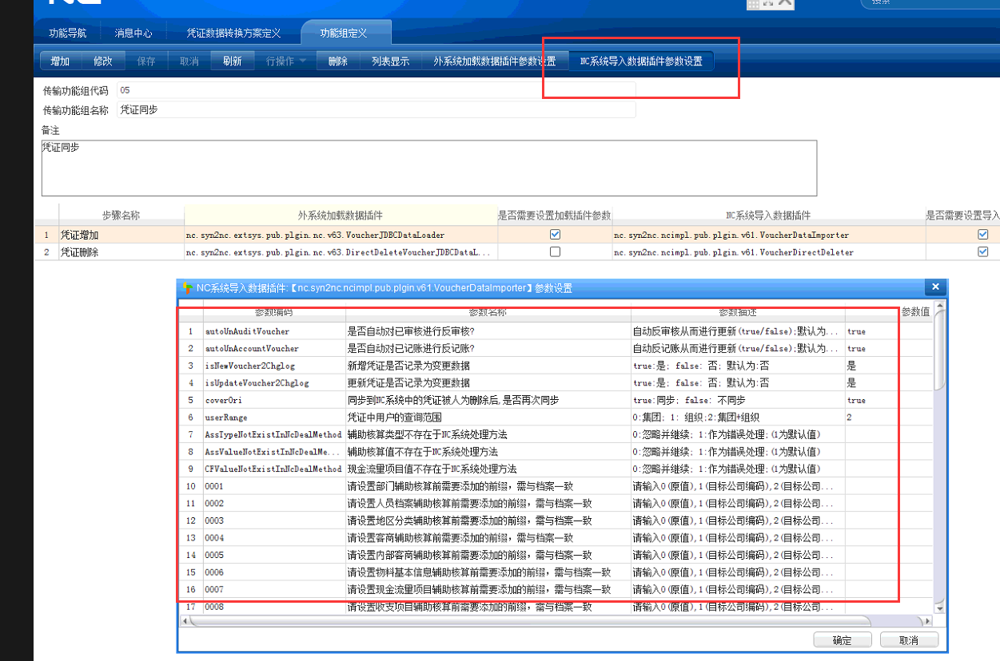 搜索
功能导航 消息中心 凭证数据转换方案定义 功能组定义
增加 修改 保存 取消 刷新 行操作 删除 列表显示 外系统加载数据插件参数设置 NC系统导入数据插件参数设置
传输功能组代码 05
传输功能组名称 凭证同步
备注
凭证同步
步骤名称 外系统加载数据插件 是否需要设置加载插件参数 NC系统导入数据插件 是否需要设置导入
1 凭证增加 nc.syn2nc.extsys.pub.plgin.nc.v63.VoucherJDBCDataLoader nc.syn2nc.ncimpl.pub.plgin.v61.VoucherDataImporter
2 凭证删除 nc.syn2nc.extsys.pub.plgin.nc.v63.DirectDeleteVoucherJDBCDataL... nc.syn2nc.ncimpl.pub.plgin.v61.VoucherDirectDeleter
NC系统导入数据插件:【nc.syn2nc.ncimpl.pub.plgin.v61.VoucherDataImporter】参数设置
参数编码 参数名称 参数描述 参数值
1 autoUnAuditVoucher 是否自动对已审核进行反审核? 自动反审核从而进行更新(true/false);默认为... true
2 autoUnAccountVoucher 是否自动对已记账进行反记账? 自动反记账从而进行更新(true/false);默认为... true
3 isNewVoucher2Chglog 新增凭证是否记录为变更数据 true:是; false: 否; 默认为:否 是
4 isUpdateVoucher2Chglog 更新凭证是否记录为变更数据 true:是; false: 否; 默认为:否 是
5 coverOri 同步到NC系统中的凭证被人为删除后,是否再次同步 true:同步; false: 不同步 true
6 userRange 凭证中用户的查询范围 0:集团; 1: 组织;2:集团+组织 2
7 AssTypeNotExistInNcDealMethod 辅助核算类型不存在于NC系统处理方法 0:忽略并继续; 1:作为错误处理;(1为默认值)
8 AssValueNotExistInNcDealMe... 辅助核算值不存在于NC系统处理方法 0:忽略并继续; 1:作为错误处理;(1为默认值)
9 CFValueNotExistInNcDealMethod 现金流量项目值不存在于NC系统处理方法 0:忽略并继续; 1:作为错误处理;(1为默认值)
10 0001 请设置部门辅助核算前需要添加的前缀，需与档案一致 请输入0(原值),1(目标公司编码),2(目标公司...
11 0002 请设置人员档案辅助核算前需要添加的前缀，需与档案一致 请输入0(原值),1(目标公司编码),2(目标公司...
12 0003 请设置地区分类辅助核算前需要添加的前缀，需与档案一致 请输入0(原值),1(目标公司编码),2(目标公司...
13 0004 请设置客商辅助核算前需要添加的前缀，需与档案一致 请输入0(原值),1(目标公司编码),2(目标公司...
14 0005 请设置内部客商辅助核算前需要添加的前缀，需与档案一致 请输入0(原值),1(目标公司编码),2(目标公司...
15 0006 请设置物料基本信息辅助核算前需要添加的前缀，需与档案一致 请输入0(原值),1(目标公司编码),2(目标公司...
16 0007 请设置现金流量项目辅助核算前需要添加的前缀，需与档案一致 请输入0(原值),1(目标公司编码),2(目标公司...
17 0008 请设置收支项目辅助核算前需要添加的前缀，需与档案一致 请输入0(原值),1(目标公司编码),2(目标公司...
确定 取消